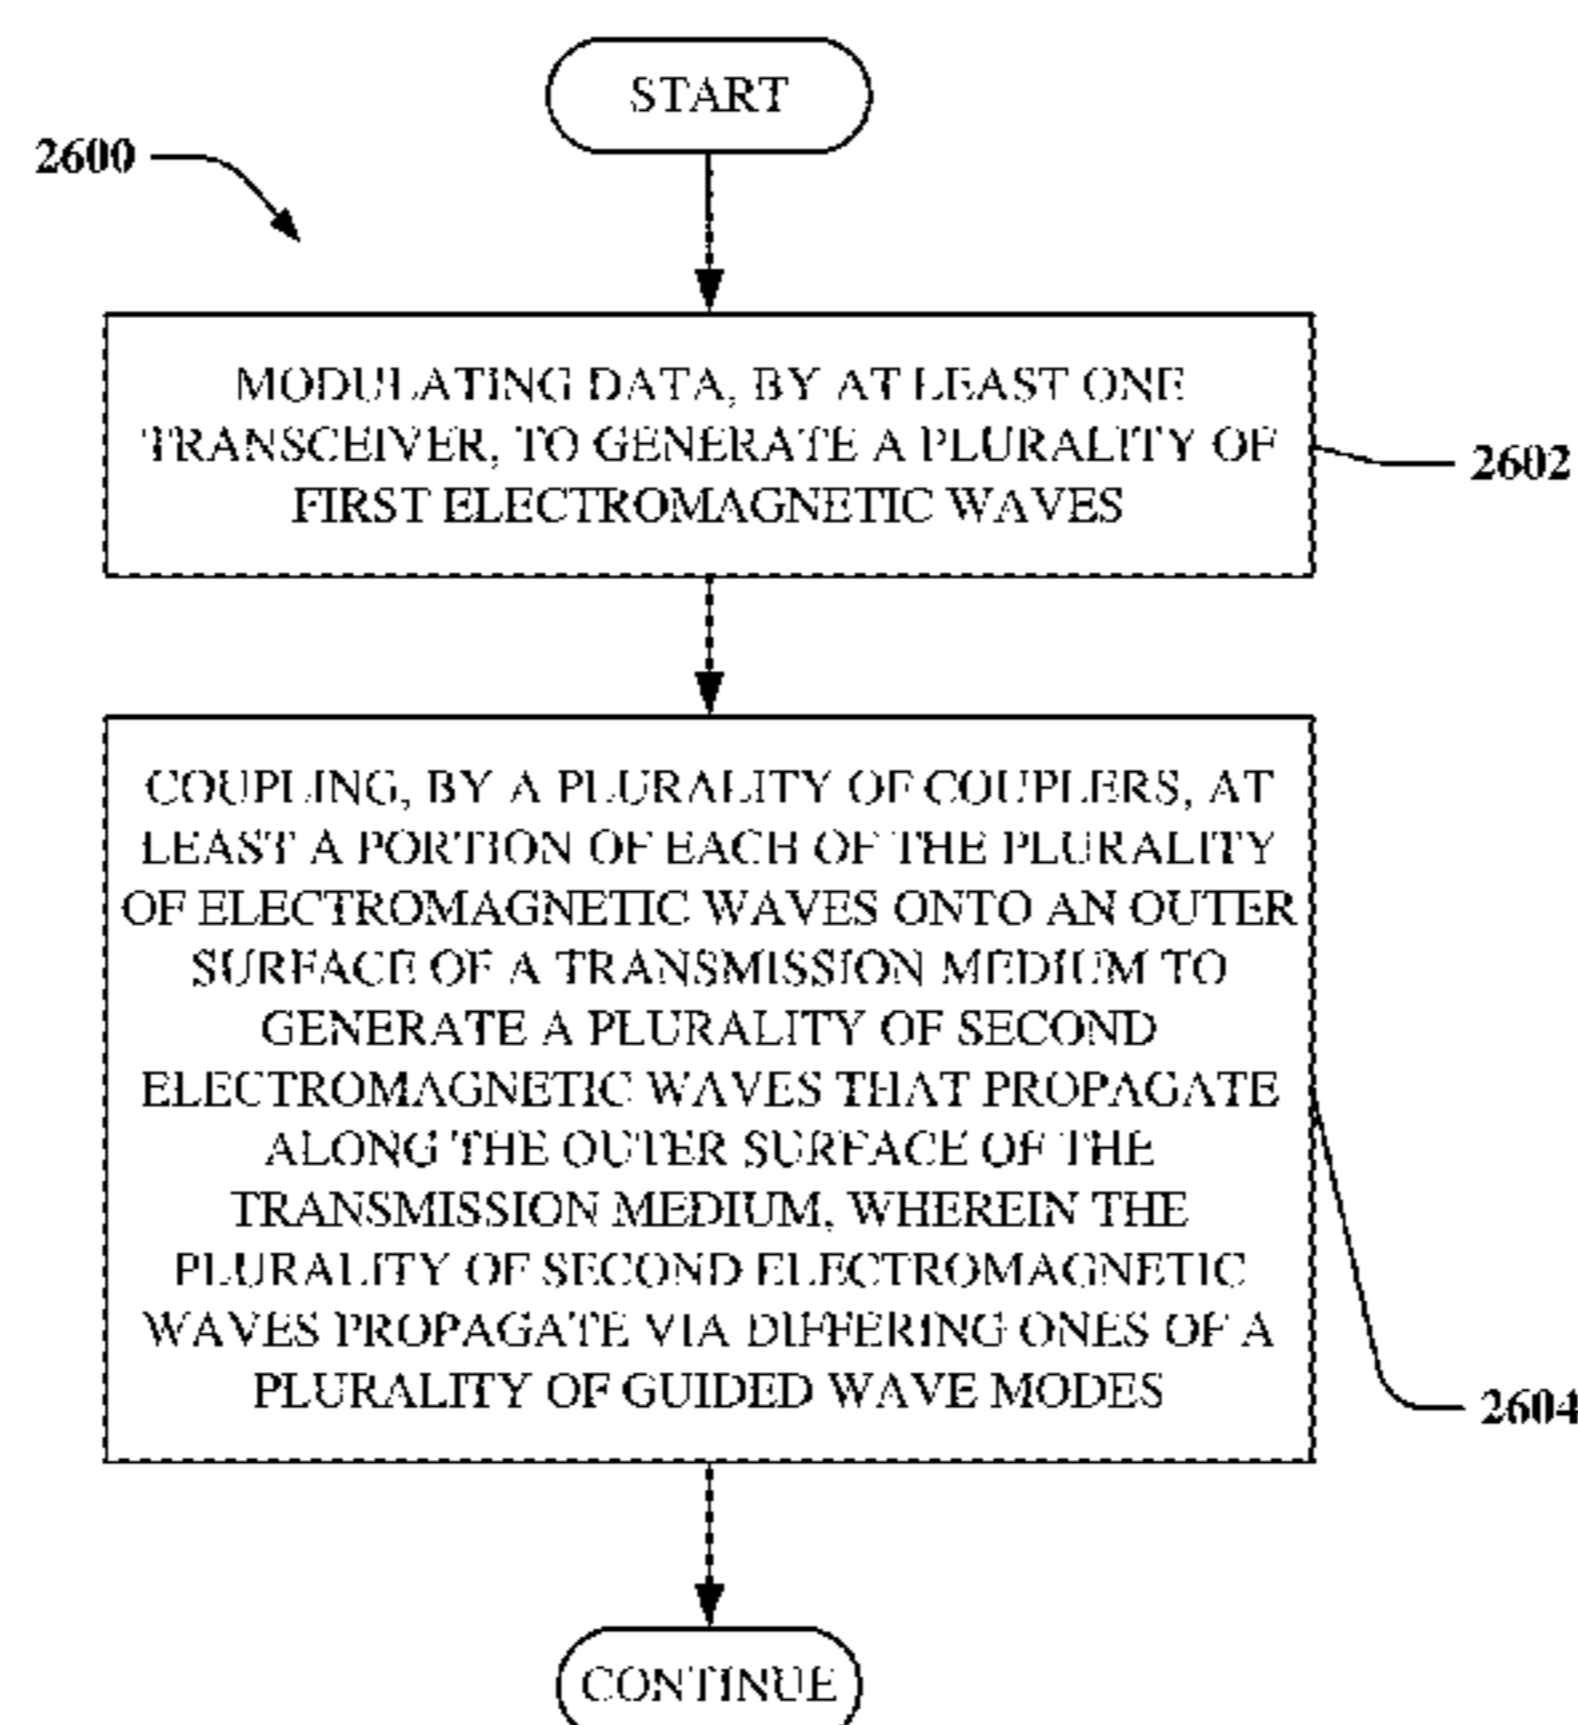 START
2600
MODULATING DATA, BY AT LEAST ONE
TRANSCEIVER, TO GENERATE A PLURALITY OF
FIRST ELECTROMAGNETIC WAVES
2602
COUPLING, BY A PLURALITY OF COUPLERS, AT
LEAST A PORTION OF EACH OF THE PLURALITY
OF ELECTROMAGNETIC WAVES ONTO AN OUTER
SURFACE OF A TRANSMISSION MEDIUM TO
GENERATE A PLURALITY OF SECOND
ELECTROMAGNETIC WAVES THAT PROPAGATE
ALONG THE OUTER SURFACE OF THE
TRANSMISSION MEDIUM, WHEREIN THE
PLURALITY OF SECOND ELECTROMAGNETIC
WAVES PROPAGATE VIA DIFFERING ONES OF A
PLURALITY OF GUIDED WAVE MODES
2604
CONTINUE